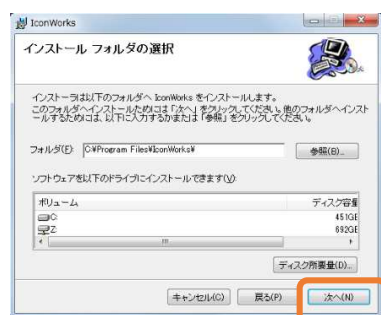 IconWorks
インストール フォルダの選択
インストーラは以下のフォルダへ IconWorks をインストールします。
このフォルダへインストールするためには「次へ」をクリックしてください。他のフォルダへインスト
ールするためには、以下に入力するかまたは「参照」をクリックしてください。
フォルダ(F):
C:¥Program Files¥IconWorks¥
参照(R)...
ソフトウェアを以下のドライブにインストールできます(V):
ボリューム
ディスク容量
C:
451GE
Z:
692GE
ディスク所要量(D)...
キャンセル(C)
戻る(P)
次へ(N)